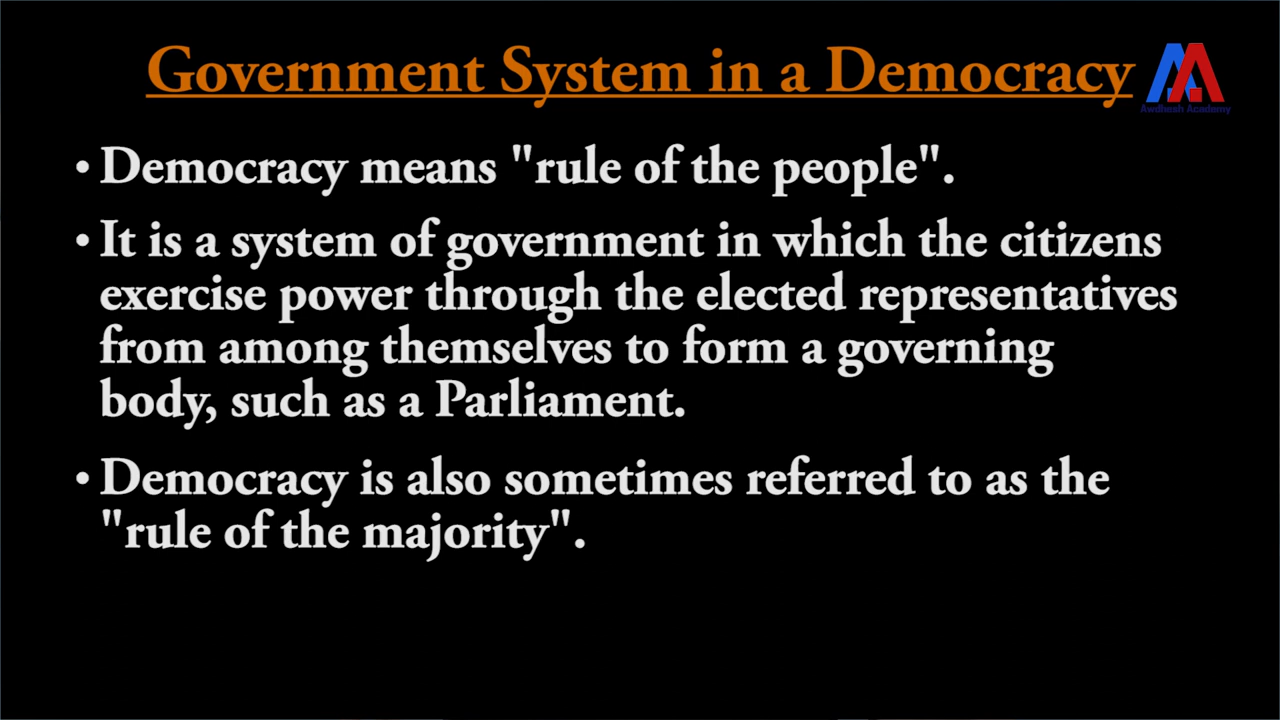 Government System in a Democracy
Awdhesh Academy
• Democracy means "rule of the people".
• It is a system of government in which the citizens
exercise power through the elected representatives
from among themselves to form a governing
body, such as a Parliament.
• Democracy is also sometimes referred to as the
"rule of the majority".